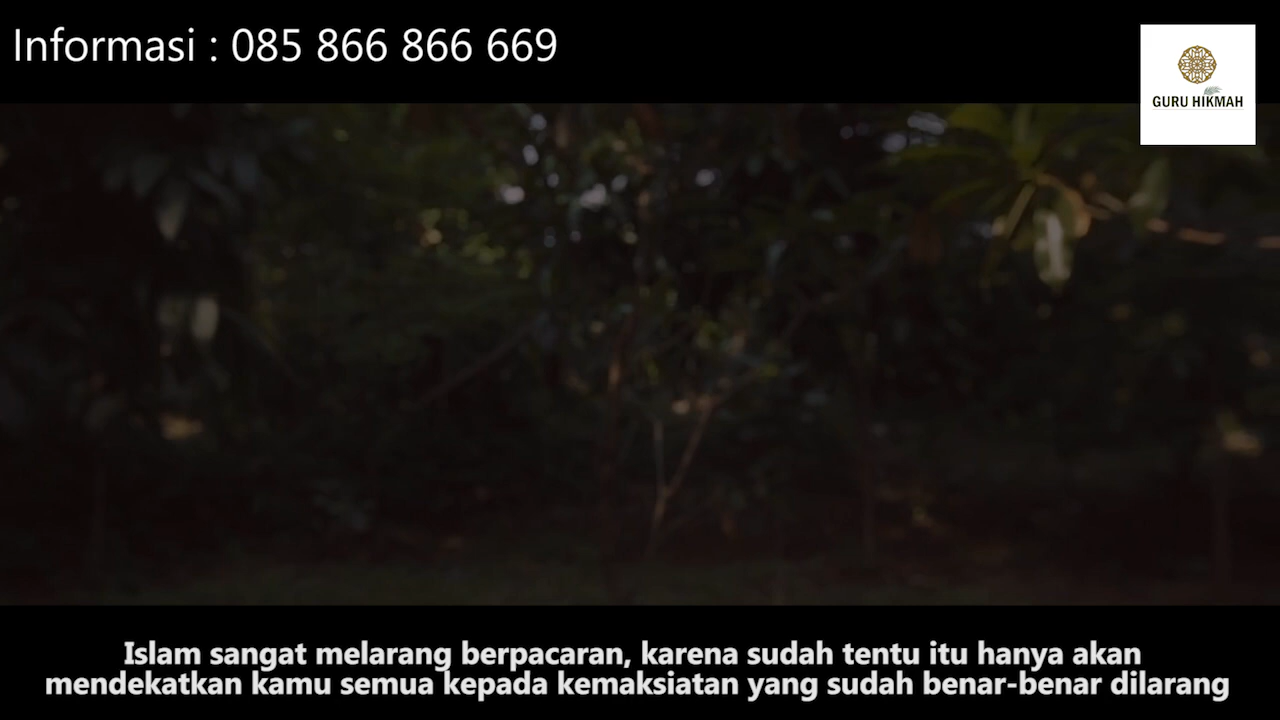 Informasi : 085 866 866 669
GURU HIKMAH
Islam sangat melarang berpacaran, karena sudah tentu itu hanya akan
mendekatkan kamu semua kepada kemaksiatan yang sudah benar-benar dilarang